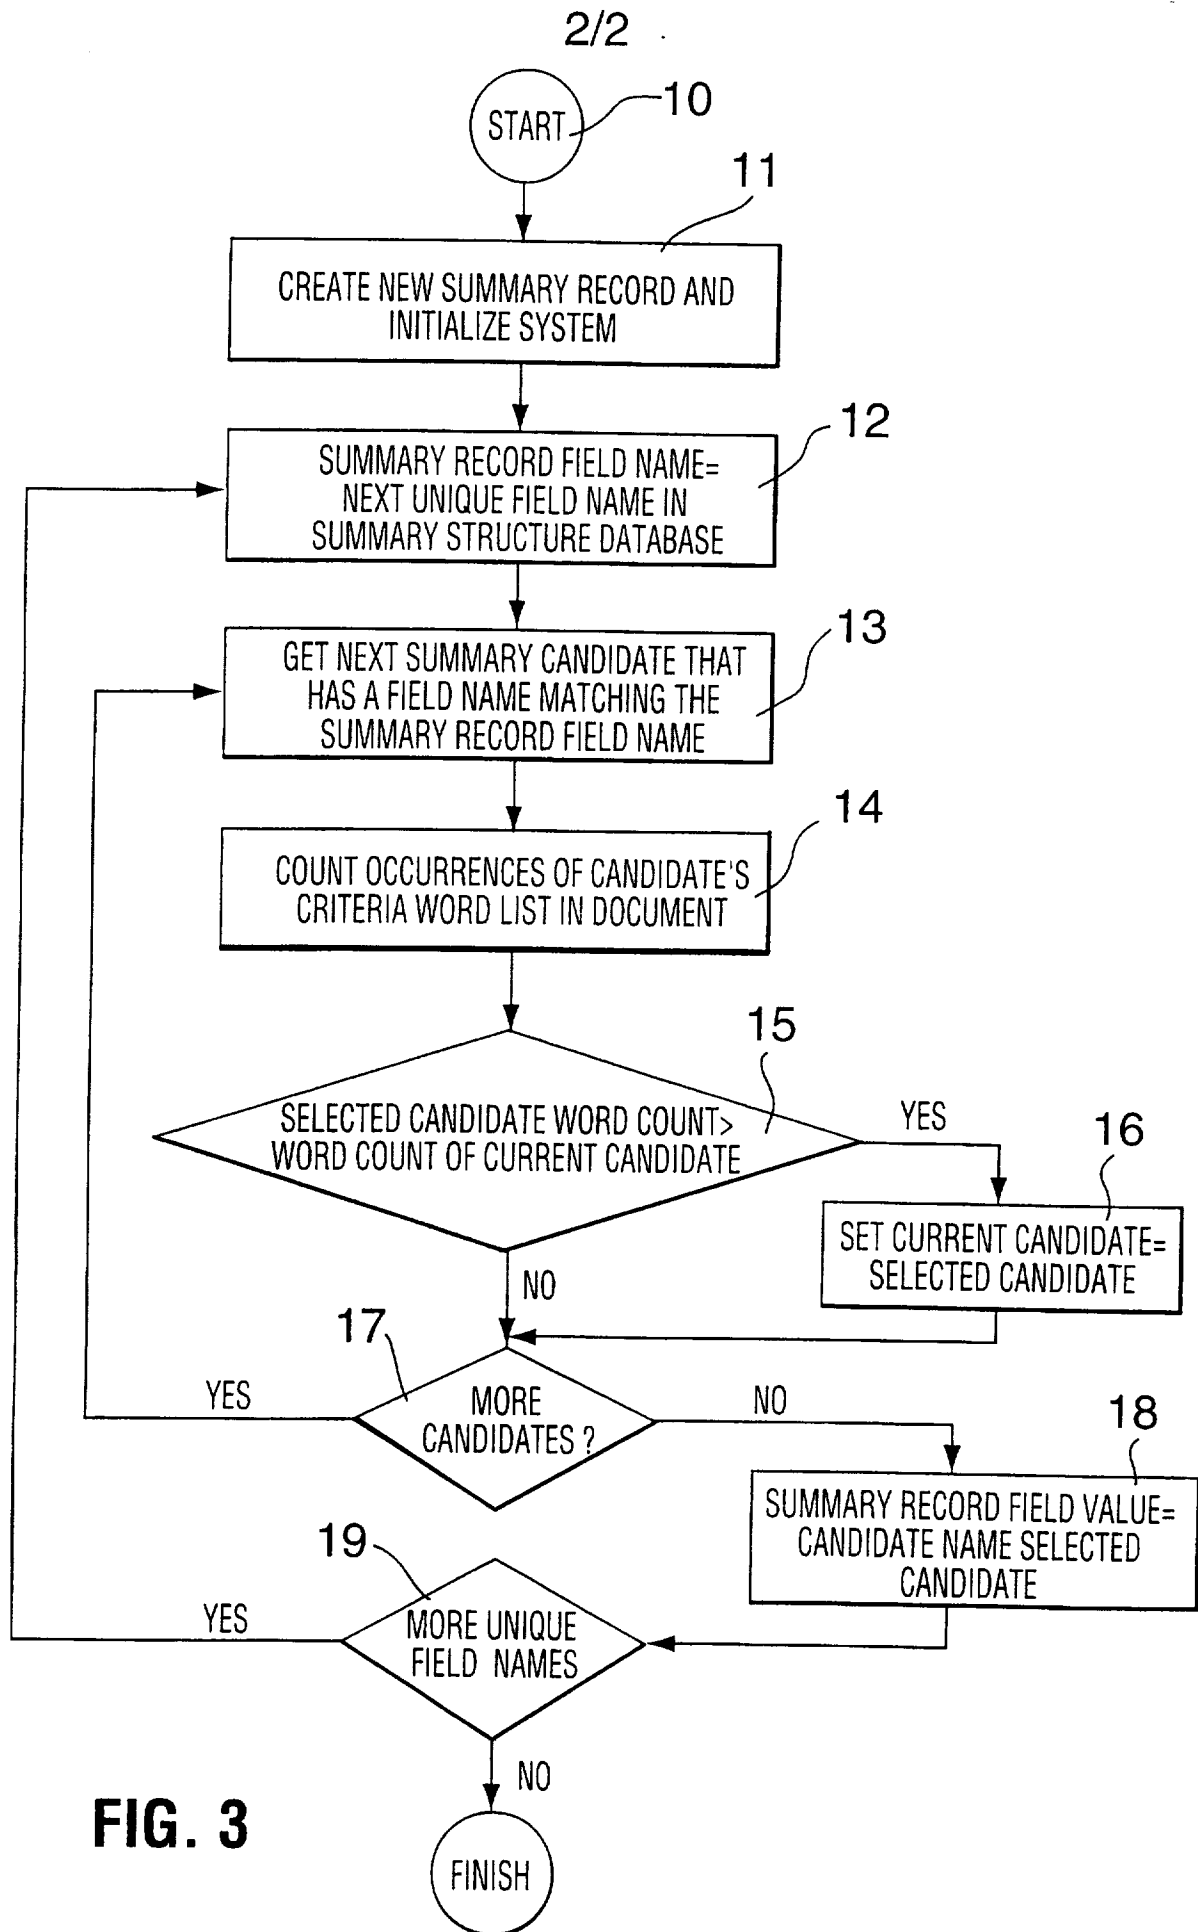 2/2
START
10
11
CREATE NEW SUMMARY RECORD AND
INITIALIZE SYSTEM
12
SUMMARY RECORD FIELD NAME=
NEXT UNIQUE FIELD NAME IN
SUMMARY STRUCTURE DATABASE
13
GET NEXT SUMMARY CANDIDATE THAT
HAS A FIELD NAME MATCHING THE
SUMMARY RECORD FIELD NAME
14
COUNT OCCURRENCES OF CANDIDATE'S
CRITERIA WORD LIST IN DOCUMENT
15
SELECTED CANDIDATE WORD COUNT>
WORD COUNT OF CURRENT CANDIDATE
YES
16
SET CURRENT CANDIDATE=
SELECTED CANDIDATE
NO
17
MORE
CANDIDATES ?
YES
NO
18
SUMMARY RECORD FIELD VALUE=
CANDIDATE NAME SELECTED
CANDIDATE
19
MORE UNIQUE
FIELD NAMES
YES
NO
FIG. 3
FINISH